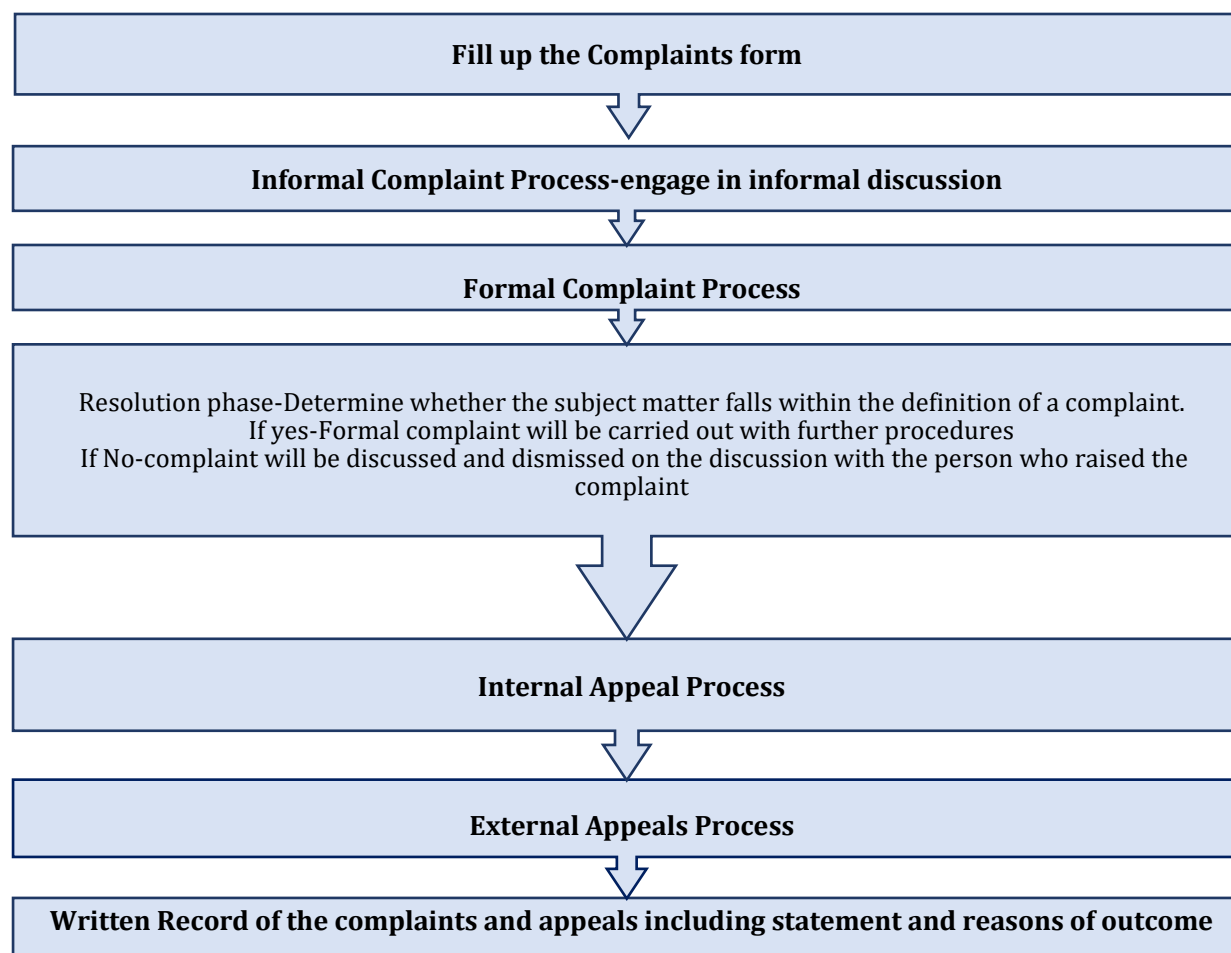 Fill up the Complaints form
Informal Complaint Process-engage in informal discussion
Formal Complaint Process
Resolution phase-Determine whether the subject matter falls within the definition of a complaint.
If yes-Formal complaint will be carried out with further procedures
If No-complaint will be discussed and dismissed on the discussion with the person who raised the
complaint
Internal Appeal Process
External Appeals Process
Written Record of the complaints and appeals including statement and reasons of outcome